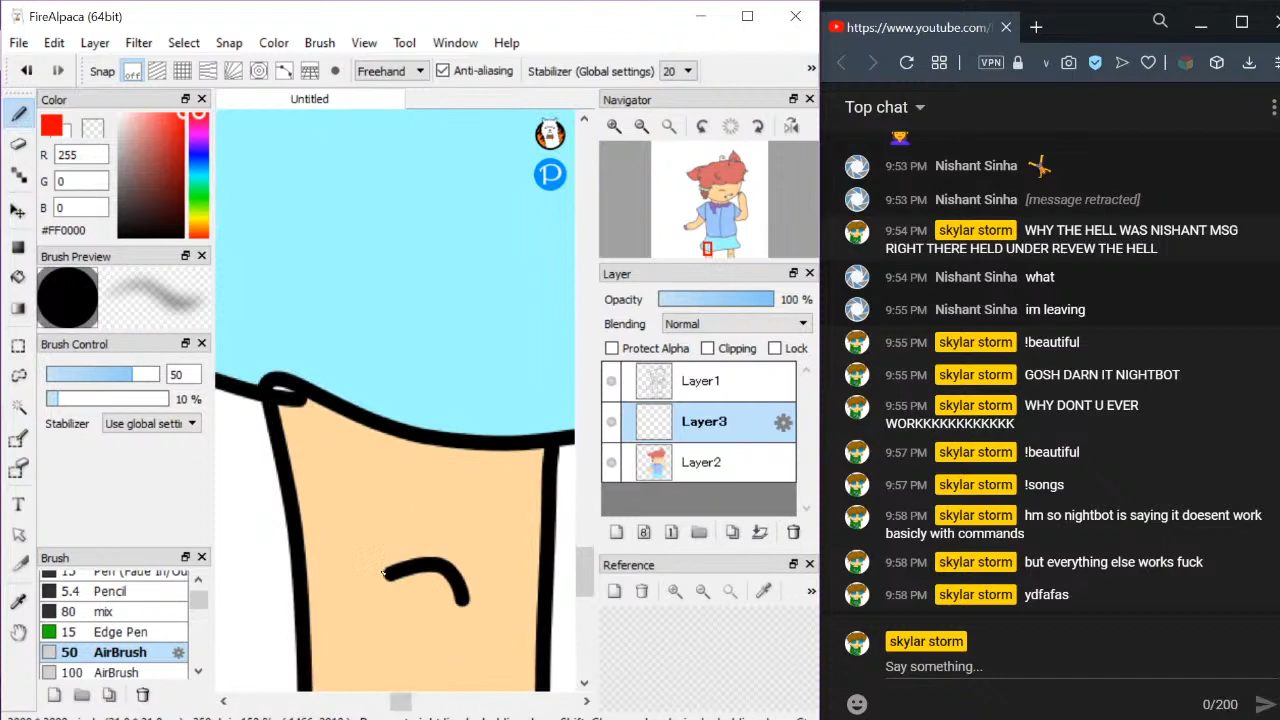 FireAlpaca (64bit)
File Edit Layer Filter Select Snap Color Brush View Tool Window Help
Snap off Freehand Anti-aliasing Stabilizer (Global settings) 20 »
Color
R 255
G 0
B 0
#FF0000
Brush Preview
Brush Control
50
10 %
Stabilizer Use global setti
Brush
15 Pen (Fade In/Ou
5.4 Pencil
80 mix
15 Edge Pen
50 AirBrush
100 AirBrush
Untitled
Navigator
Layer
Opacity 100 %
Blending Normal
Protect Alpha Clipping Lock
Layer1
Layer3
Layer2
8 1
Reference
https://www.youtube.com/
VPN
Top chat
9:53 PM Nishant Sinha
9:53 PM Nishant Sinha [message retracted]
9:54 PM skylar storm WHY THE HELL WAS NISHANT MSG
RIGHT THERE HELD UNDER REVEW THE HELL
9:54 PM Nishant Sinha what
9:55 PM Nishant Sinha im leaving
9:55 PM skylar storm !beautiful
9:55 PM skylar storm GOSH DARN IT NIGHTBOT
9:55 PM skylar storm WHY DONT U EVER
WORKKKKKKKKKKKK
9:57 PM skylar storm !beautiful
9:57 PM skylar storm !songs
9:58 PM skylar storm hm so nightbot is saying it doesent work
basicly with commands
9:58 PM skylar storm but everything else works fuck
9:58 PM skylar storm ydfafas
skylar storm
Say something...
0/200